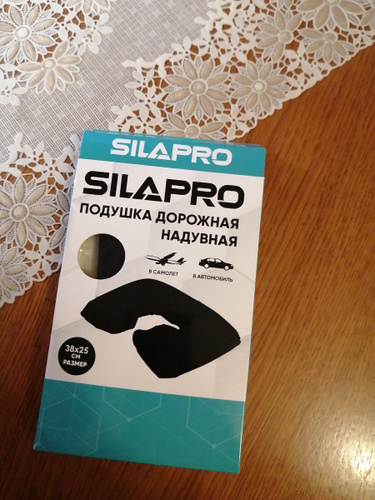 SILAPRO
SILAPRO
ПОДУШКА ДОРОЖНАЯ
НАДУВНАЯ
В САМОЛЕТ
В АВТОМОБИЛЬ
38x25
СМ
РАЗМЕР